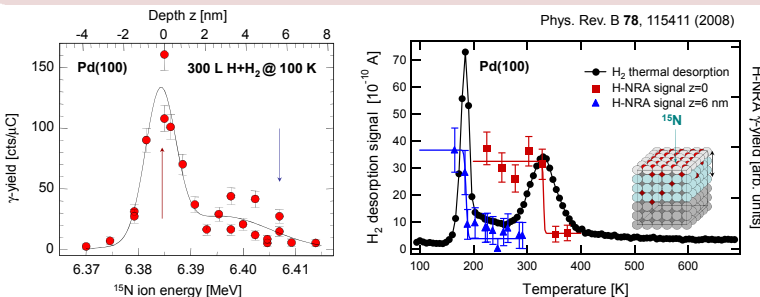 Depth z [nm]
-4 -2 0 2 4 6 8
Pd(100)
300 L H+H2 @ 100 K
150
100
50
0
γ-yield [cts/μC]
6.37 6.38 6.39 6.40 6.41
15N ion energy [MeV]
Phys. Rev. B 78, 115411 (2008)
Pd(100)
H2 thermal desorption
H-NRA signal z=0
H-NRA signal z=6 nm
15N
70
60
50
40
30
20
10
0
H2 desorption signal [10-10 A]
H-NRA γ-yield [arb. units]
100 200 300 400 500 600
Temperature [K]